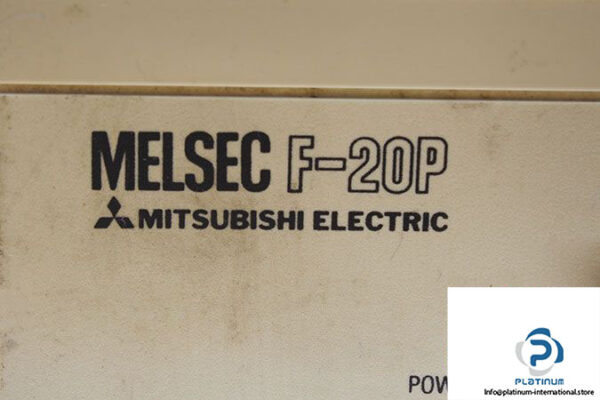 MELSEC F-20P
MITSUBISHI ELECTRIC
POW
PLATINUM
Info@platinum-international.store